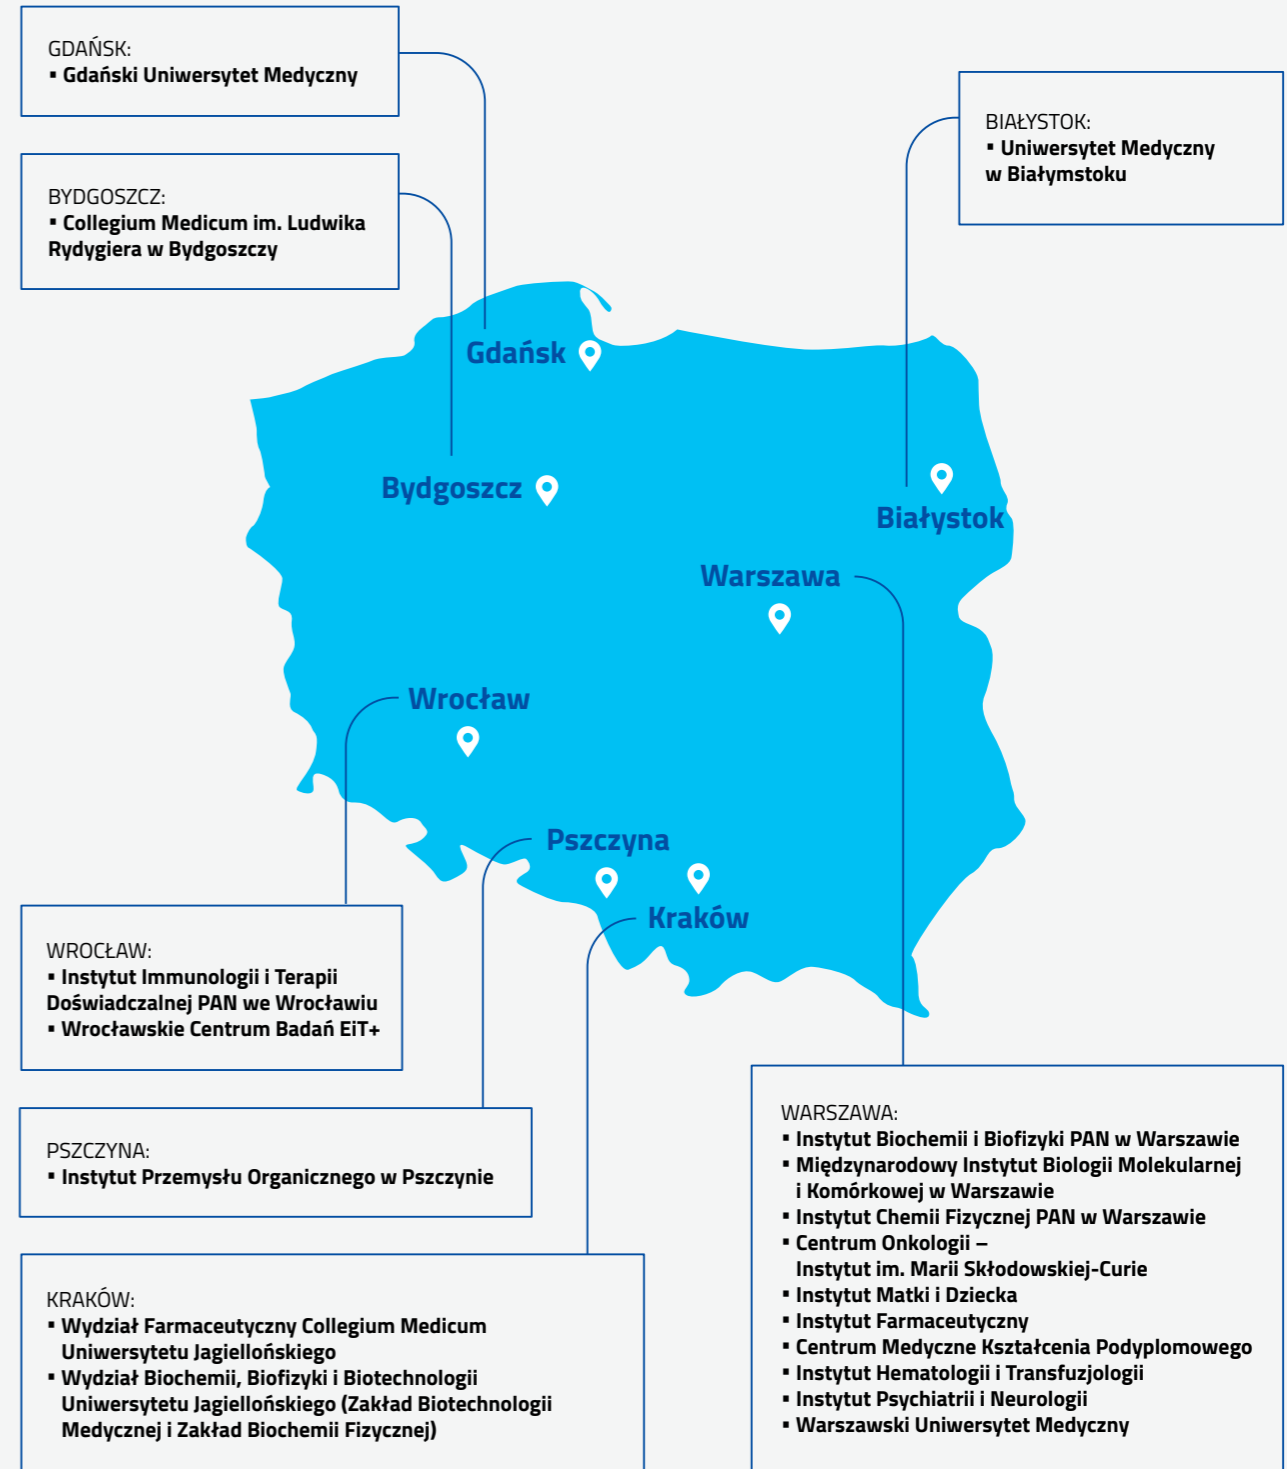 GDAŃSK:
▪ Gdański Uniwersytet Medyczny
BIAŁYSTOK:
▪ Uniwersytet Medyczny
w Białymstoku
BYDGOSZCZ:
▪ Collegium Medicum im. Ludwika
Rydygiera w Bydgoszczy
Gdańsk
Bydgoszcz
Białystok
Warszawa
Wrocław
Pszczyna
Kraków
WROCŁAW:
▪ Instytut Immunologii i Terapii
Doświadczalnej PAN we Wrocławiu
▪ Wrocławskie Centrum Badań EiT+
PSZCZYNA:
▪ Instytut Przemysłu Organicznego w Pszczynie
KRAKÓW:
▪ Wydział Farmaceutyczny Collegium Medicum
Uniwersytetu Jagiellońskiego
▪ Wydział Biochemii, Biofizyki i Biotechnologii
Uniwersytetu Jagiellońskiego (Zakład Biotechnologii
Medycznej i Zakład Biochemii Fizycznej)
WARSZAWA:
▪ Instytut Biochemii i Biofizyki PAN w Warszawie
▪ Międzynarodowy Instytut Biologii Molekularnej
i Komórkowej w Warszawie
▪ Instytut Chemii Fizycznej PAN w Warszawie
▪ Centrum Onkologii –
Instytut im. Marii Skłodowskiej-Curie
▪ Instytut Matki i Dziecka
▪ Instytut Farmaceutyczny
▪ Centrum Medyczne Kształcenia Podyplomowego
▪ Instytut Hematologii i Transfuzjologii
▪ Instytut Psychiatrii i Neurologii
▪ Warszawski Uniwersytet Medyczny